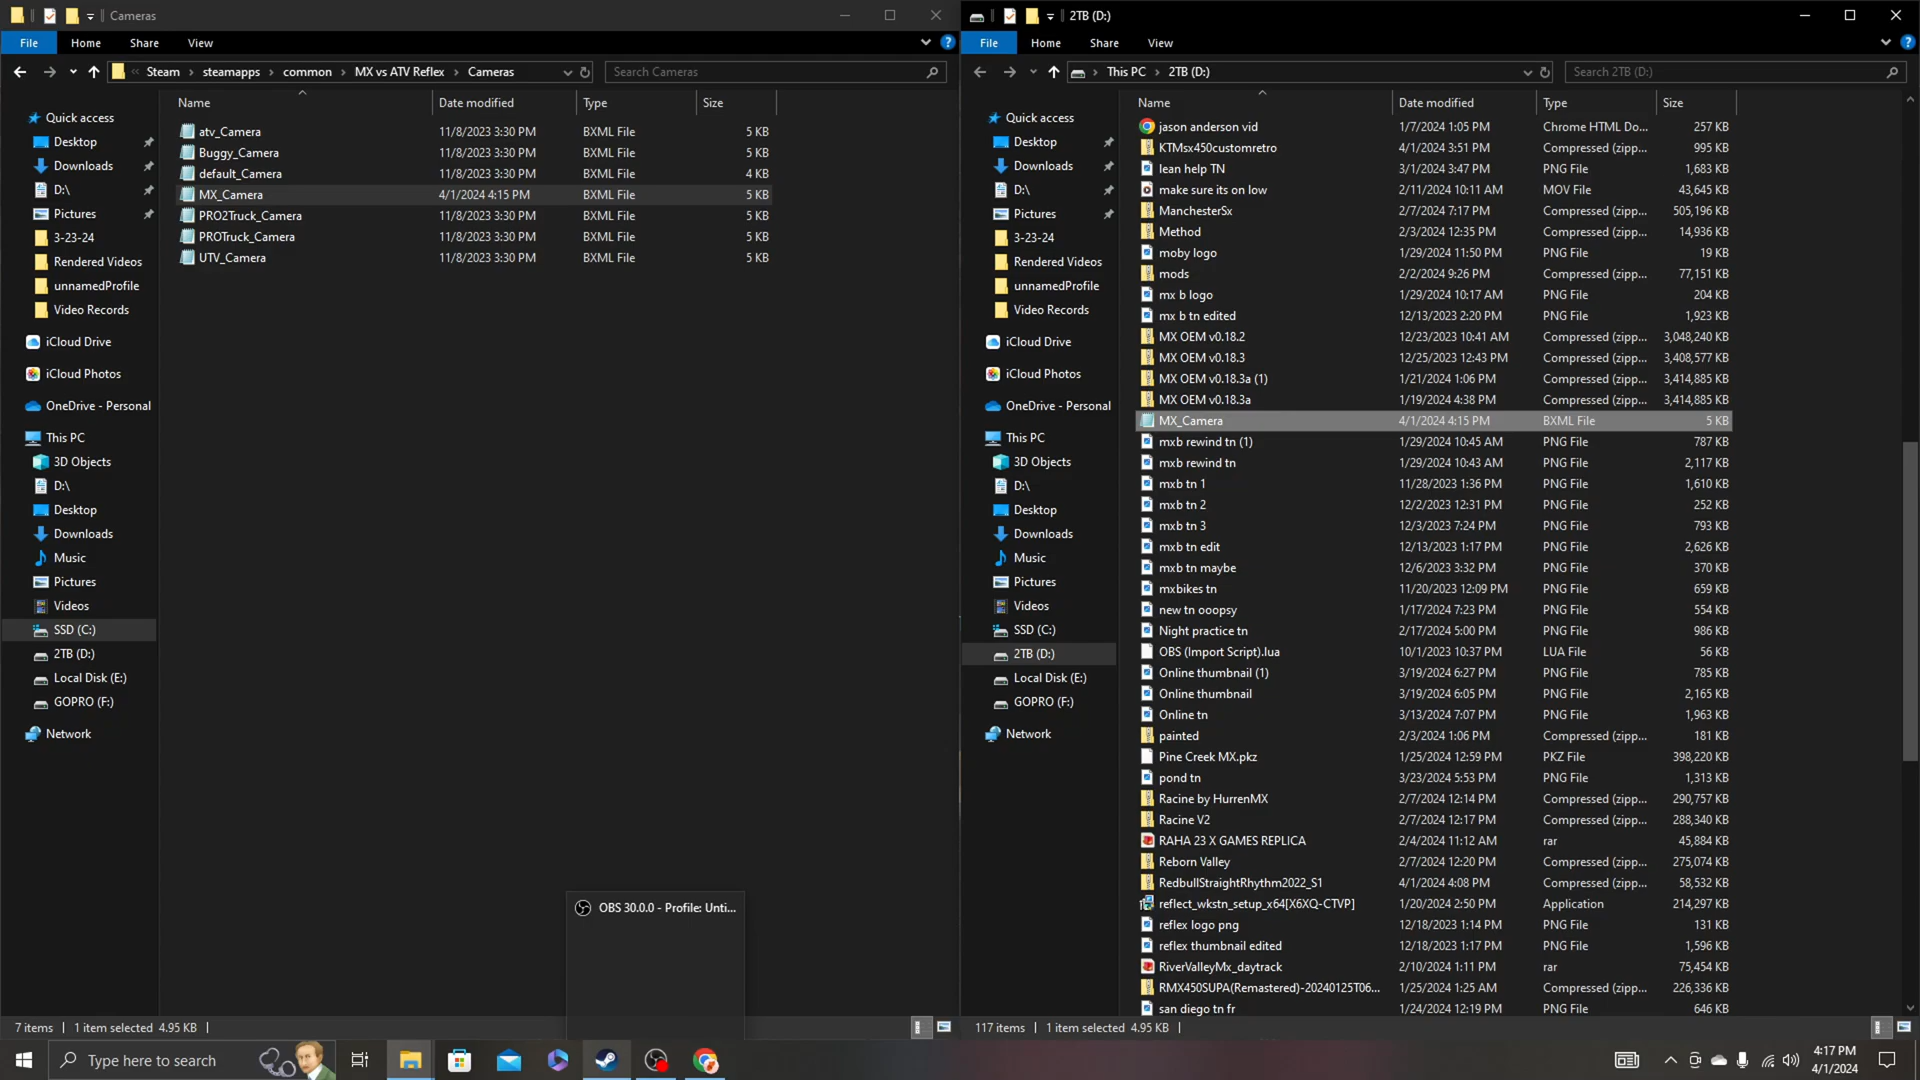 Cameras
File Home Share View
Steam steamapps common MX vs ATV Reflex Cameras Search Cameras
Name Date modified Type Size
Quick access
Desktop
Downloads
D:\
Pictures
3-23-24
Rendered Videos
unnamedProfile
Video Records
iCloud Drive
iCloud Photos
OneDrive - Personal
This PC
3D Objects
D:\
Desktop
Downloads
Music
Pictures
Videos
SSD (C:)
2TB (D:)
Local Disk (E:)
GOPRO (F:)
Network
atv_Camera 11/8/2023 3:30 PM BXML File 5 KB
Buggy_Camera 11/8/2023 3:30 PM BXML File 5 KB
default_Camera 11/8/2023 3:30 PM BXML File 4 KB
MX_Camera 4/1/2024 4:15 PM BXML File 5 KB
PRO2Truck_Camera 11/8/2023 3:30 PM BXML File 5 KB
PROTruck_Camera 11/8/2023 3:30 PM BXML File 5 KB
UTV_Camera 11/8/2023 3:30 PM BXML File 5 KB
OBS 30.0.0 - Profile: Unti...
7 items 1 item selected 4.95 KB
2TB (D:)
File Home Share View
This PC 2TB (D:) Search 2TB (D:)
Name Date modified Type Size
Quick access
Desktop
Downloads
D:\
Pictures
3-23-24
Rendered Videos
unnamedProfile
Video Records
iCloud Drive
iCloud Photos
OneDrive - Personal
This PC
3D Objects
D:\
Desktop
Downloads
Music
Pictures
Videos
SSD (C:)
2TB (D:)
Local Disk (E:)
GOPRO (F:)
Network
jason anderson vid 1/7/2024 1:05 PM Chrome HTML Do... 257 KB
KTMsx450customretro 4/1/2024 3:51 PM Compressed (zipp... 995 KB
lean help TN 3/1/2024 3:47 PM PNG File 1,683 KB
make sure its on low 2/11/2024 10:11 AM MOV File 43,645 KB
ManchesterSx 2/7/2024 7:17 PM Compressed (zipp... 505,196 KB
Method 2/3/2024 12:35 PM Compressed (zipp... 14,936 KB
moby logo 1/29/2024 11:50 PM PNG File 19 KB
mods 2/2/2024 9:26 PM Compressed (zipp... 77,151 KB
mx b logo 1/29/2024 10:17 AM PNG File 204 KB
mx b tn edited 12/13/2023 2:20 PM PNG File 1,923 KB
MX OEM v0.18.2 12/23/2023 10:41 AM Compressed (zipp... 3,048,240 KB
MX OEM v0.18.3 12/25/2023 12:43 PM Compressed (zipp... 3,408,577 KB
MX OEM v0.18.3a (1) 1/21/2024 1:06 PM Compressed (zipp... 3,414,885 KB
MX OEM v0.18.3a 1/19/2024 4:38 PM Compressed (zipp... 3,414,885 KB
MX_Camera 4/1/2024 4:15 PM BXML File 5 KB
mxb rewind tn (1) 1/29/2024 10:45 AM PNG File 787 KB
mxb rewind tn 1/29/2024 10:43 AM PNG File 2,117 KB
mxb tn 1 11/28/2023 1:36 PM PNG File 1,610 KB
mxb tn 2 12/2/2023 12:31 PM PNG File 252 KB
mxb tn 3 12/3/2023 7:24 PM PNG File 793 KB
mxb tn edit 12/13/2023 1:17 PM PNG File 2,626 KB
mxb tn maybe 12/6/2023 3:32 PM PNG File 370 KB
mxbikes tn 11/20/2023 12:09 PM PNG File 659 KB
new tn ooopsy 1/17/2024 7:23 PM PNG File 554 KB
Night practice tn 2/17/2024 5:00 PM PNG File 986 KB
OBS (Import Script).lua 10/1/2023 10:37 PM LUA File 56 KB
Online thumbnail (1) 3/19/2024 6:27 PM PNG File 785 KB
Online thumbnail 3/19/2024 6:05 PM PNG File 2,165 KB
Online tn 3/13/2024 7:07 PM PNG File 1,963 KB
painted 2/3/2024 1:06 PM Compressed (zipp... 181 KB
Pine Creek MX.pkz 1/25/2024 12:59 PM PKZ File 398,220 KB
pond tn 3/23/2024 5:53 PM PNG File 1,313 KB
Racine by HurrenMX 2/7/2024 12:14 PM Compressed (zipp... 290,757 KB
Racine V2 2/7/2024 12:17 PM Compressed (zipp... 288,340 KB
RAHA 23 X GAMES REPLICA 2/4/2024 11:12 AM rar 45,884 KB
Reborn Valley 2/7/2024 12:20 PM Compressed (zipp... 275,074 KB
RedbullStraightRhythm2022_S1 4/1/2024 4:08 PM Compressed (zipp... 58,532 KB
reflect_wkstn_setup_x64[X6XQ-CTVP] 1/20/2024 2:50 PM Application 214,297 KB
reflex logo png 12/18/2023 1:14 PM PNG File 131 KB
reflex thumbnail edited 12/18/2023 1:17 PM PNG File 1,596 KB
RiverValleyMx_daytrack 2/10/2024 1:11 PM rar 75,454 KB
RMX450SUPA(Remastered)-20240125T06... 1/25/2024 1:25 AM Compressed (zipp... 226,336 KB
san diego tn fr 1/24/2024 12:19 PM PNG File 646 KB
117 items 1 item selected 4.95 KB
Type here to search
4:17 PM
4/1/2024